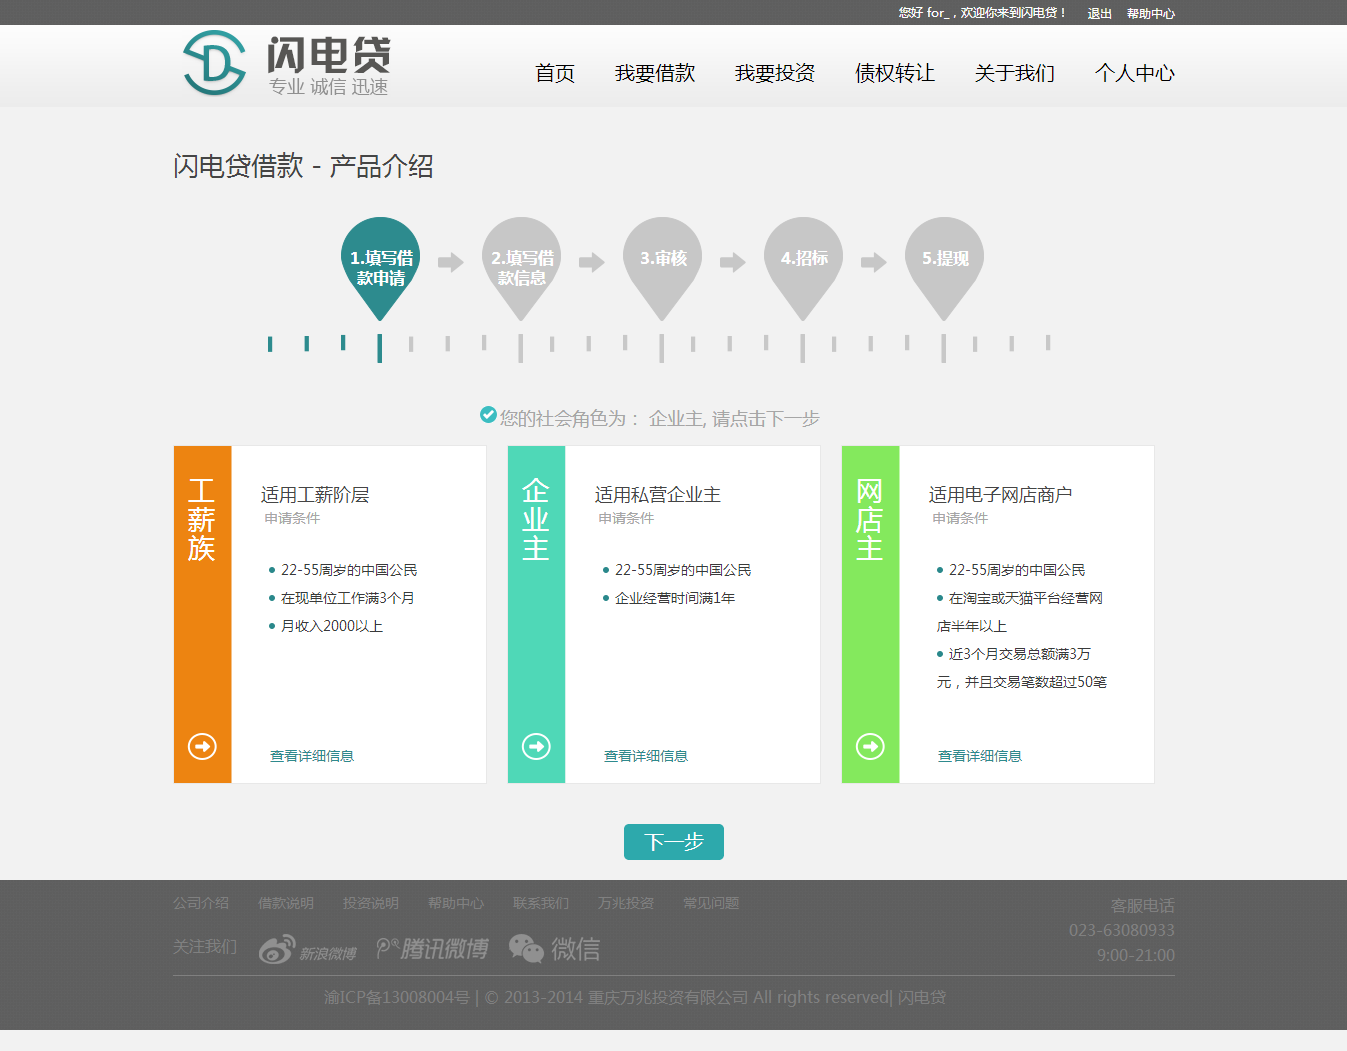 您好 for_ , 欢迎你来到闪电贷！ 退出 帮助中心
闪电贷
专业 诚信 迅速
首页 我要借款 我要投资 债权转让 关于我们 个人中心
闪电贷借款 - 产品介绍
1.填写借
款申请
2.填写借
款信息
3.审核
4.招标
5.提现
您的社会角色为： 企业主, 请点击下一步
工
薪
族
适用工薪阶层
申请条件
22-55周岁的中国公民
在现单位工作满3个月
月收入2000以上
查看详细信息
企
业
主
适用私营企业主
申请条件
22-55周岁的中国公民
企业经营时间满1年
查看详细信息
网
店
主
适用电子网店商户
申请条件
22-55周岁的中国公民
在淘宝或天猫平台经营网
店半年以上
近3个月交易总额满3万
元，并且交易笔数超过50笔
查看详细信息
下一步
公司介绍 借款说明 投资说明 帮助中心 联系我们 万兆投资 常见问题
关注我们 新浪微博 腾讯微博 微信
客服电话
023-63080933
9:00-21:00
渝ICP备13008004号 | © 2013-2014 重庆万兆投资有限公司 All rights reserved| 闪电贷